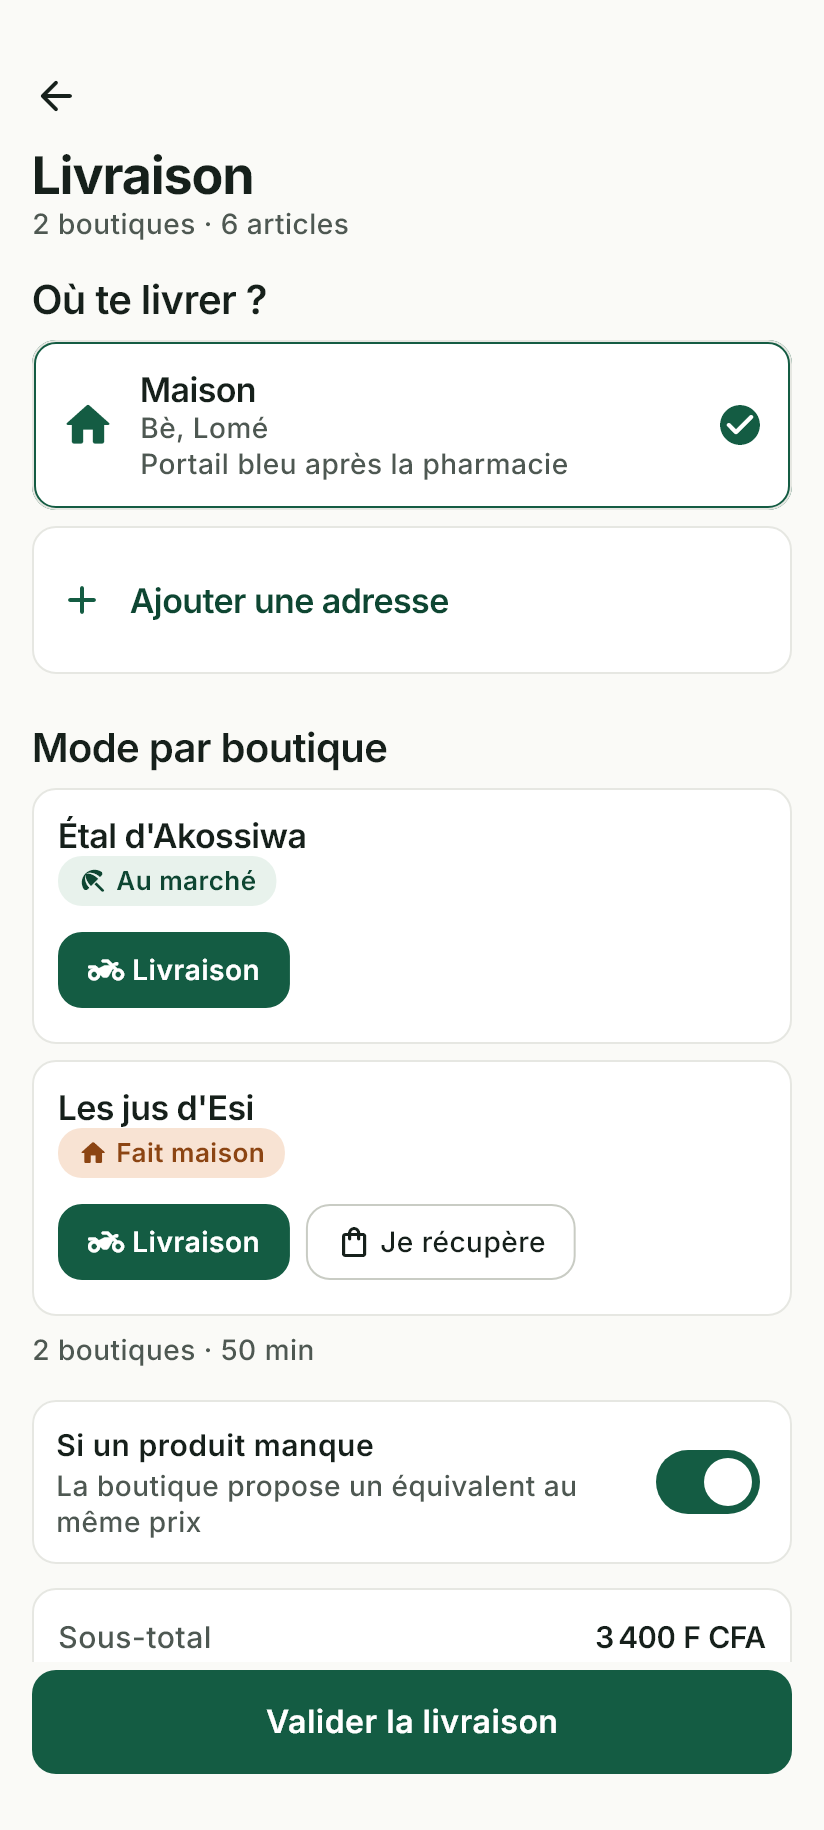 Livraison
2 boutiques · 6 articles
Où te livrer ?
Maison
Bè, Lomé
Portail bleu après la pharmacie
Ajouter une adresse
Mode par boutique
Étal d'Akossiwa
Au marché
Livraison
Les jus d'Esi
Fait maison
Livraison
Je récupère
2 boutiques · 50 min
Si un produit manque
La boutique propose un équivalent au
même prix
Sous-total
3 400 F CFA
Valider la livraison